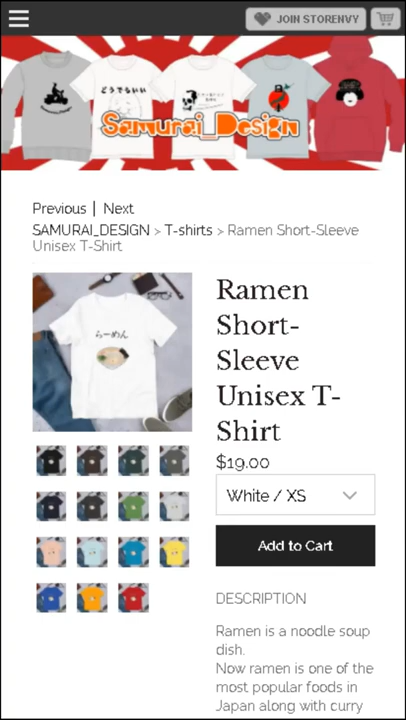 JOIN STORENVY
どうでもいい
Samurai_Design
Previous | Next
SAMURAI_DESIGN > T-shirts > Ramen Short-Sleeve
Unisex T-Shirt
らーめん
Ramen
Short-
Sleeve
Unisex T-
Shirt
$19.00
White / XS
Add to Cart
DESCRIPTION
Ramen is a noodle soup
dish.
Now ramen is one of the
most popular foods in
Japan along with curry